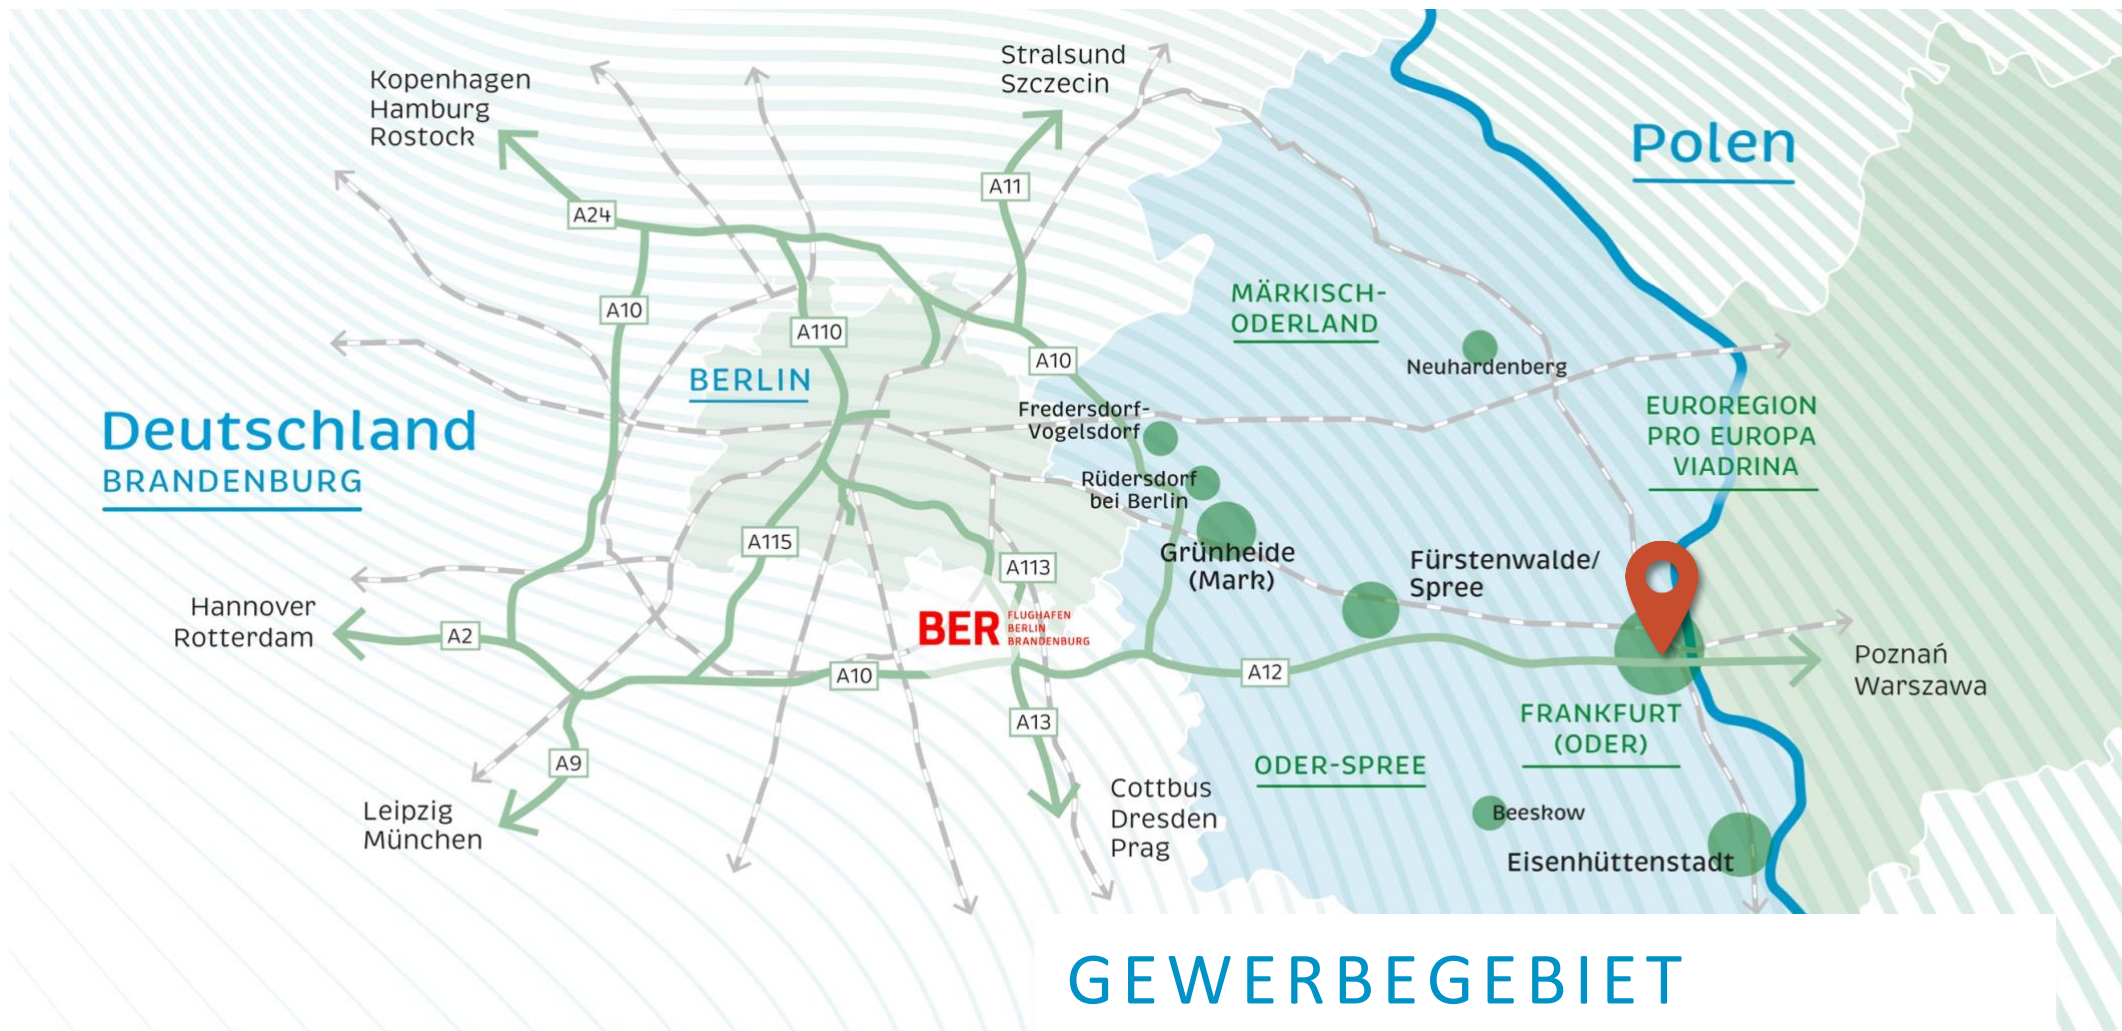 Stralsund
Szczecin
Kopenhagen
Hamburg
Rostock
Polen
A11
A24
A10
A110
A10
MÄRKISCH-
ODERLAND
Neuhardenberg
BERLIN
Deutschland
BRANDENBURG
Fredersdorf-
Vogelsdorf
EUROREGION
PRO EUROPA
VIADRINA
Rüdersdorf
bei Berlin
A115
A113
Grünheide
(Mark)
Fürstenwalde/
Spree
Hannover
Rotterdam
A2
BER
FLUGHAFEN
BERLIN
BRANDENBURG
A10
A12
Poznań
Warszawa
A13
FRANKFURT
(ODER)
A9
ODER-SPREE
Leipzig
München
Cottbus
Dresden
Prag
Beeskow
Eisenhüttenstadt
GEWERBEGEBIET